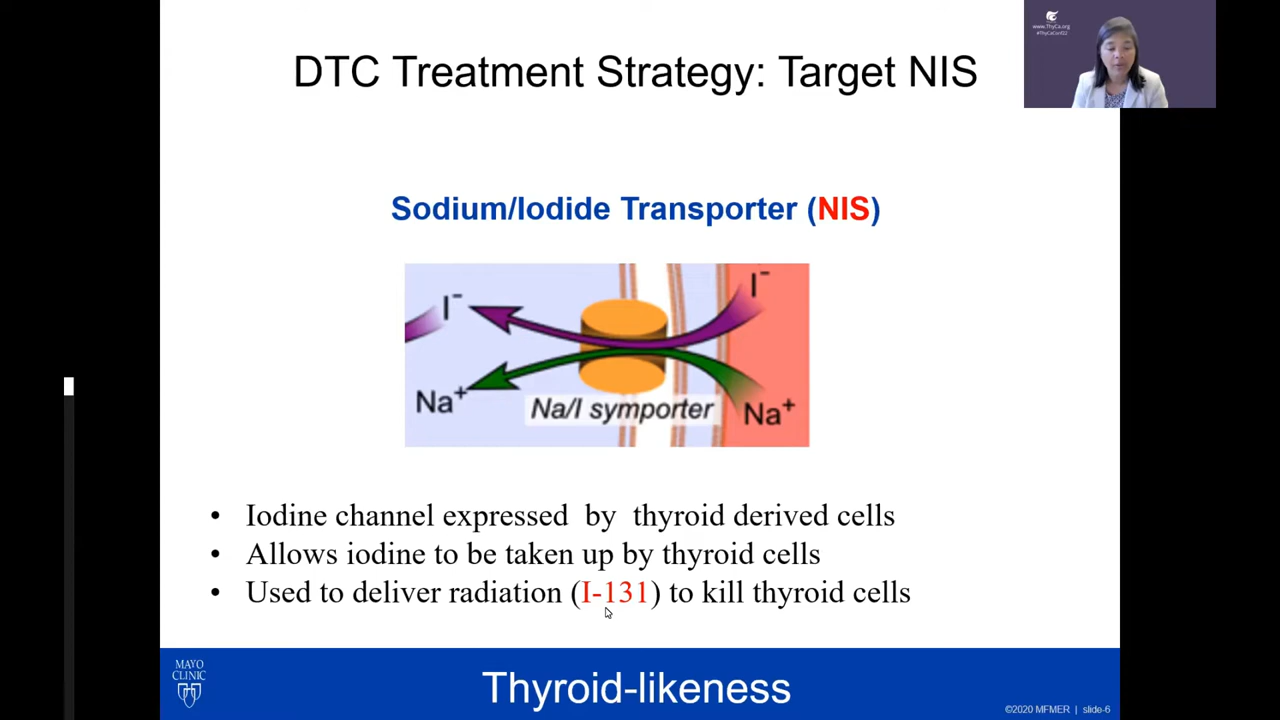 DTC Treatment Strategy: Target NIS
www.ThyCa.org
Sodium/Iodide Transporter (NIS)
I⁻
I⁻
Na⁺
Na/I symporter
Na⁺
• Iodine channel expressed by thyroid derived cells
• Allows iodine to be taken up by thyroid cells
• Used to deliver radiation (I-131) to kill thyroid cells
MAYO
CLINIC
Thyroid-likeness
©2020 MFMER | slide-6